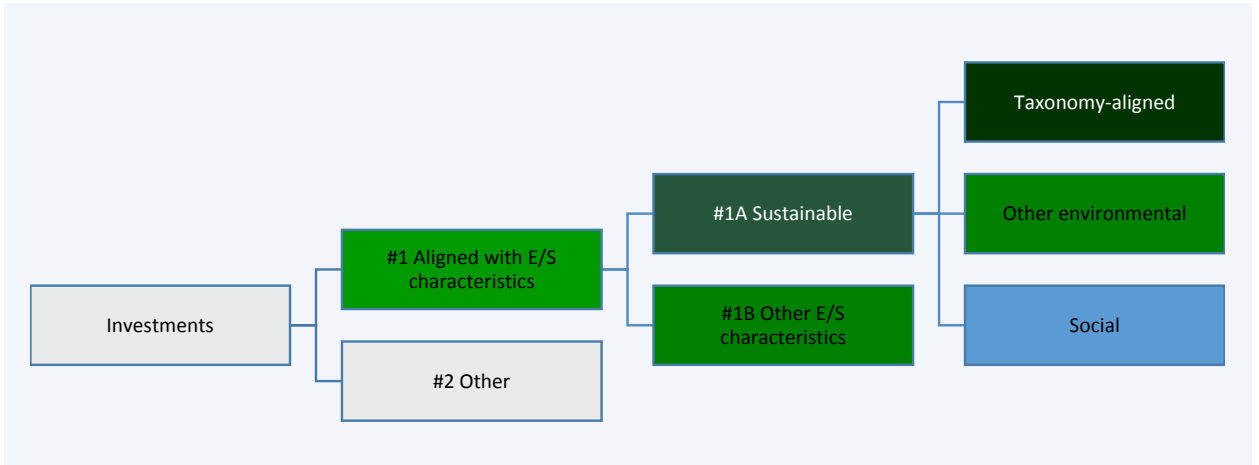 Investments
#1 Aligned with E/S
characteristics
#2 Other
#1A Sustainable
#1B Other E/S
characteristics
Taxonomy-aligned
Other environmental
Social